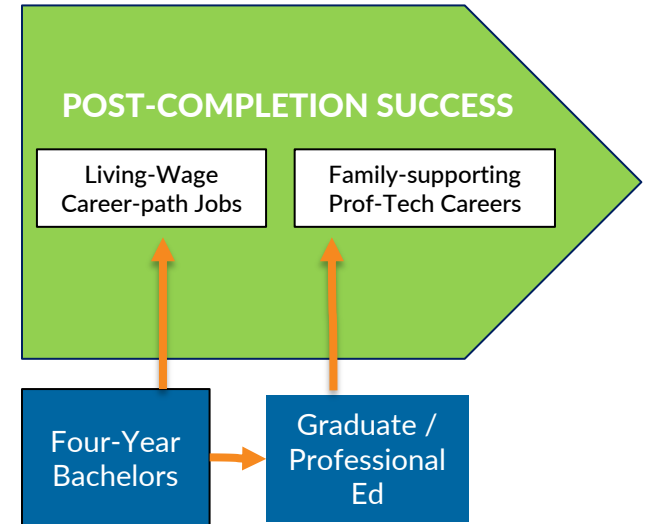 POST-COMPLETION SUCCESS
Living-Wage
Career-path Jobs
Family-supporting
Prof-Tech Careers
Four-Year
Bachelors
Graduate /
Professional
Ed